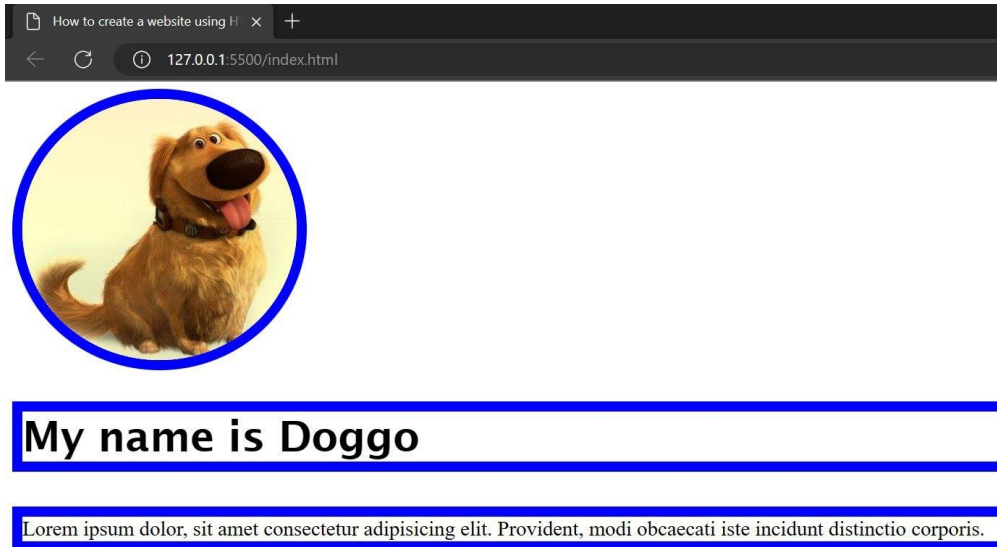 How to create a website using H
127.0.0.1:5500/index.html
My name is Doggo
Lorem ipsum dolor, sit amet consectetur adipisicing elit. Provident, modi obcaecati iste incidunt distinctio corporis.